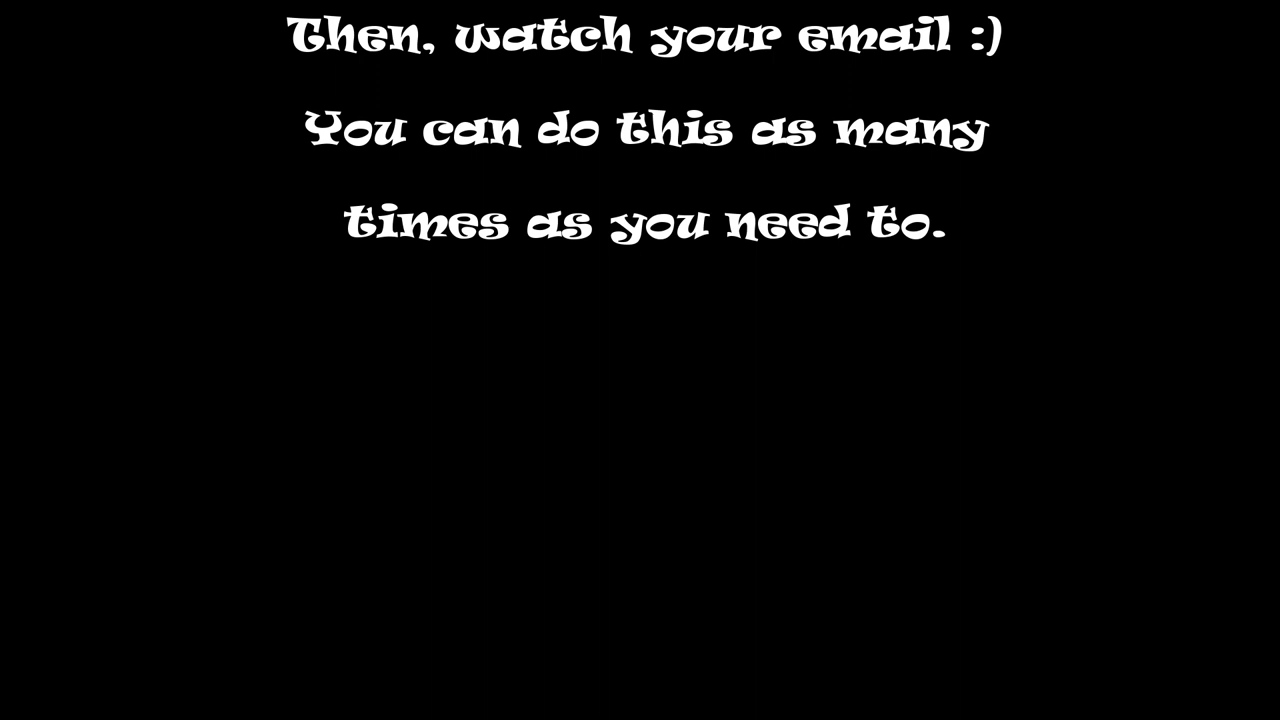 Then, watch your email :)
You can do this as many
times as you need to.